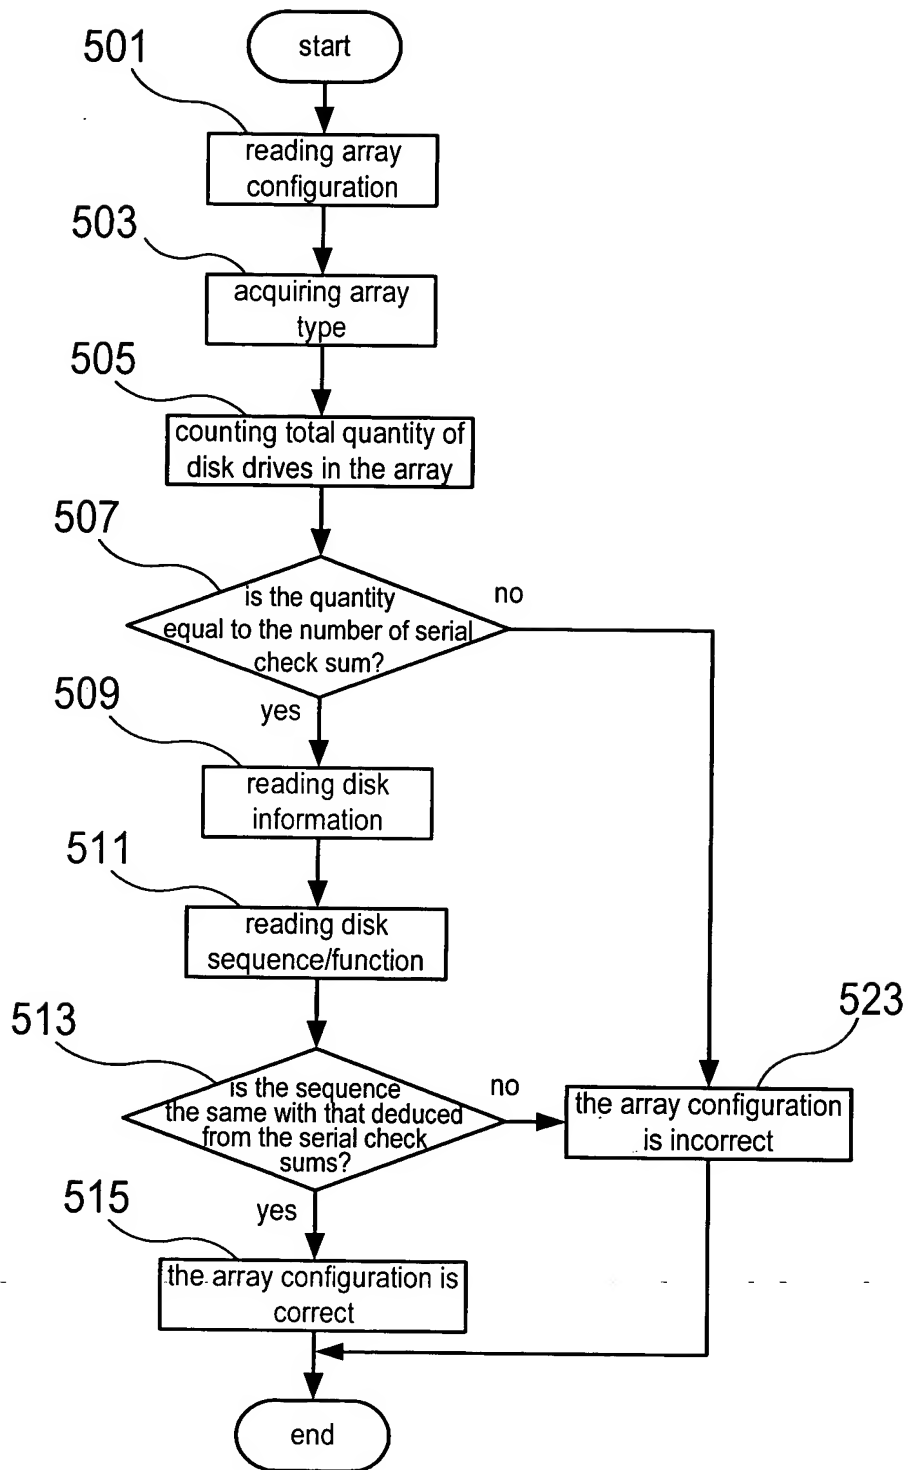 start
501
reading array
configuration
503
acquiring array
type
505
counting total quantity of
disk drives in the array
507
is the quantity
equal to the number of serial
check sum?
no
yes
509
reading disk
information
511
reading disk
sequence/function
513
is the sequence
the same with that deduced
from the serial check
sums?
no
yes
523
the array configuration
is incorrect
515
the array configuration is
correct
end